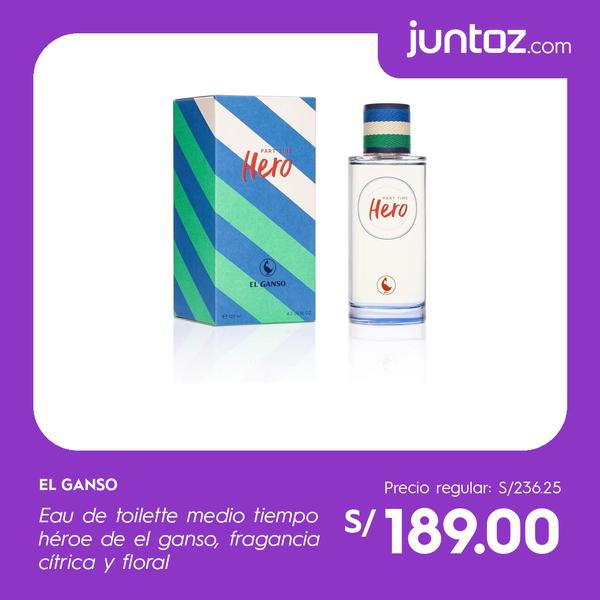 juntoz.com
PART TIME
Hero
EL GANSO
PART TIME
Hero
EL GANSO
Eau de toilette medio tiempo
héroe de el ganso, fragancia
cítrica y floral
Precio regular: S/236.25
S/189.00